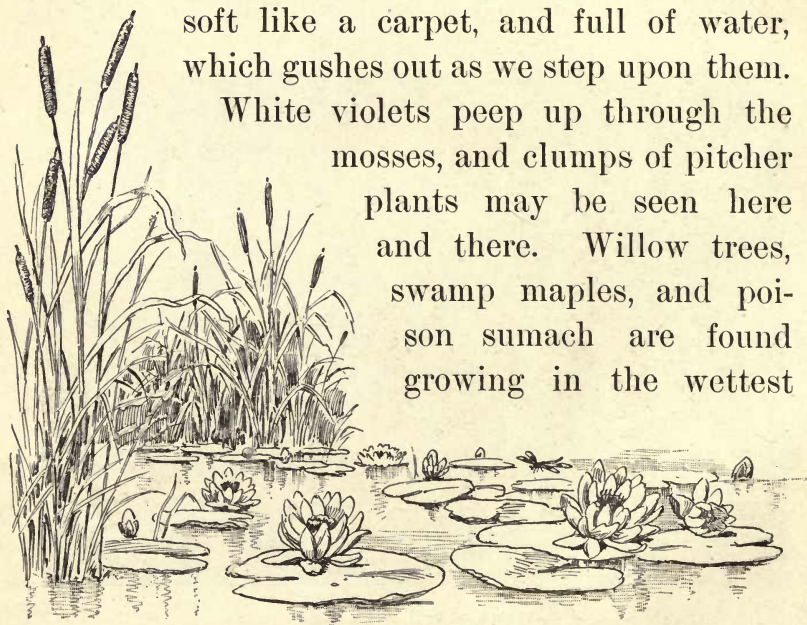 soft like a carpet, and full of water,
which gushes out as we step upon them.
White violets peep up through the
mosses, and clumps of pitcher
plants may be seen here
and there. Willow trees,
swamp maples, and poi-
son sumach are found
growing in the wettest